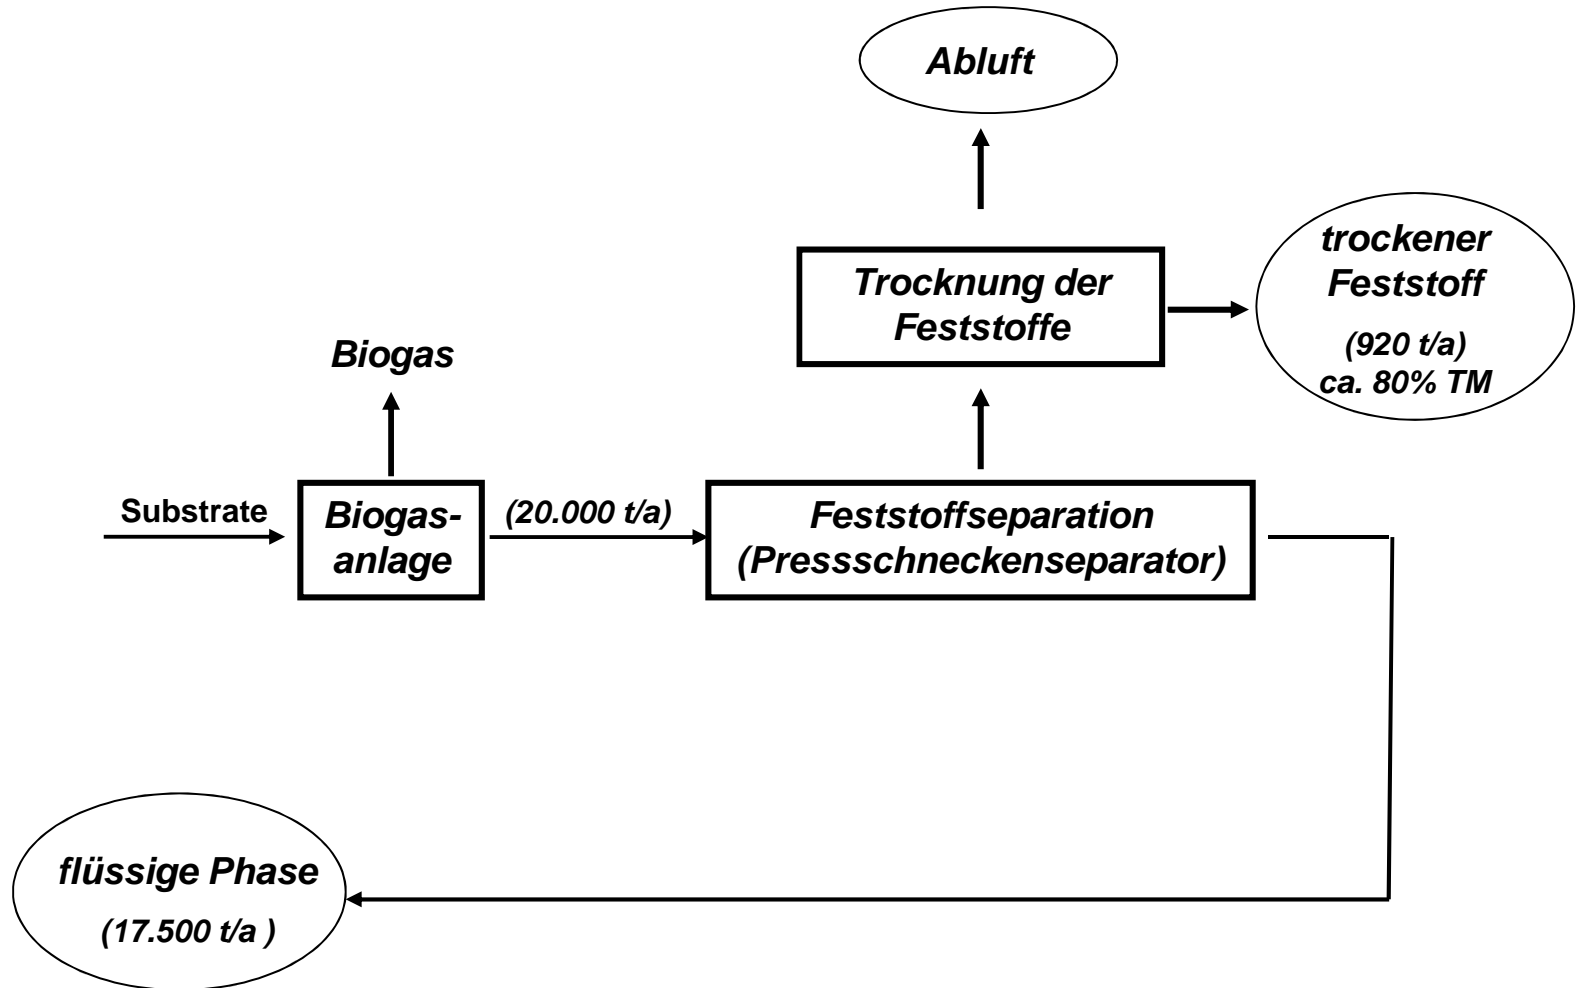 Abluft
trockener
Feststoff
(920 t/a)
ca. 80% TM
Trocknung der
Feststoffe
Biogas
Substrate
Biogas-
anlage
(20.000 t/a)
Feststoffseparation
(Pressschneckenseparator)
flüssige Phase
(17.500 t/a )